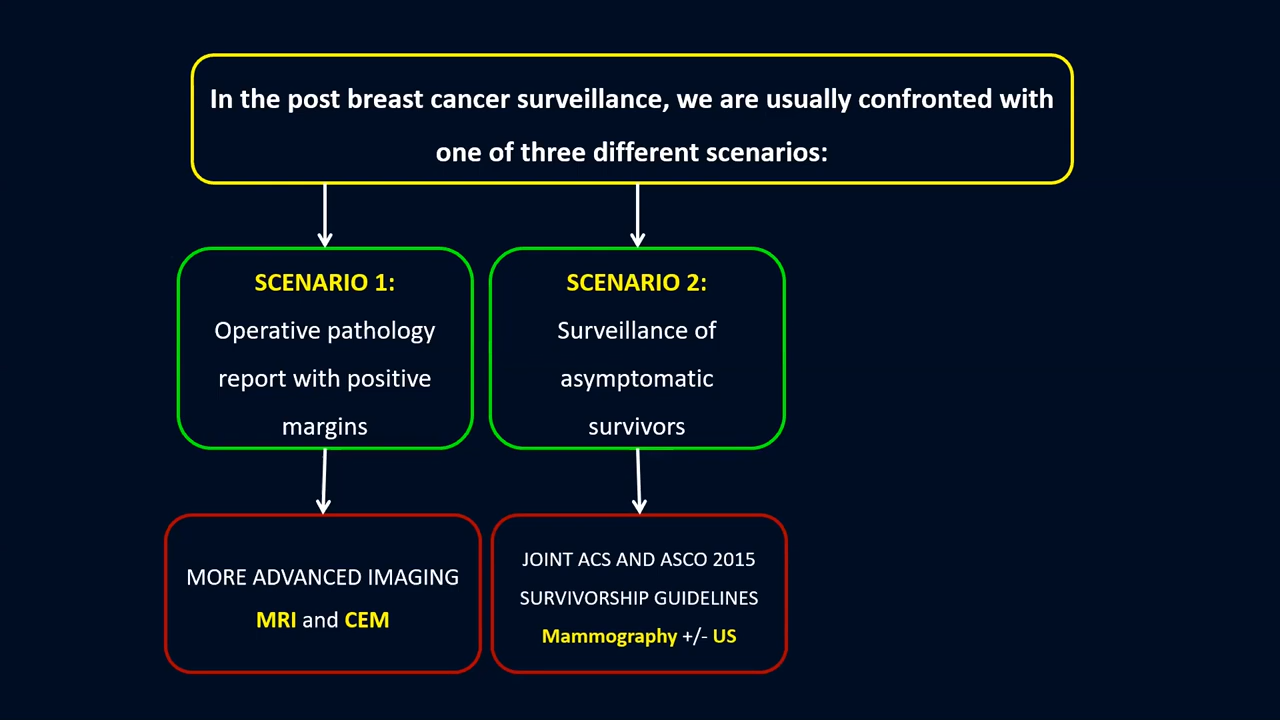 In the post breast cancer surveillance, we are usually confronted with
one of three different scenarios:
SCENARIO 1:
Operative pathology
report with positive
margins
SCENARIO 2:
Surveillance of
asymptomatic
survivors
MORE ADVANCED IMAGING
MRI and CEM
JOINT ACS AND ASCO 2015
SURVIVORSHIP GUIDELINES
Mammography +/- US